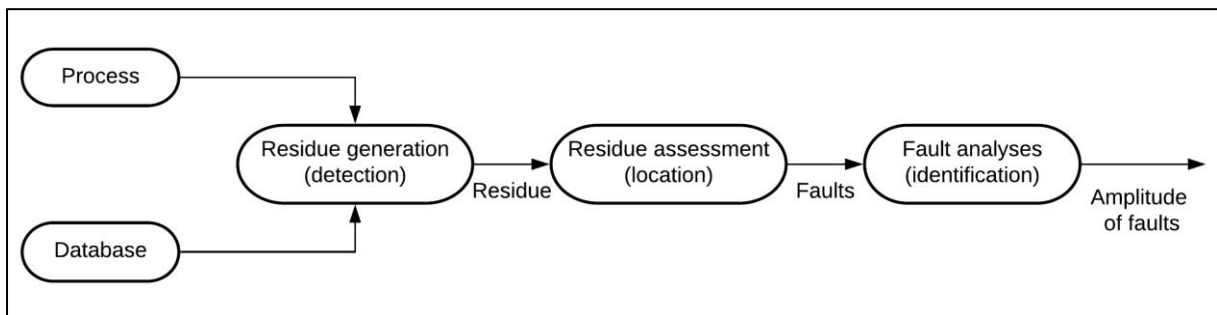 Process
Residue generation
(detection)
Residue
Residue assessment
(location)
Faults
Fault analyses
(identification)
Amplitude
of faults
Database